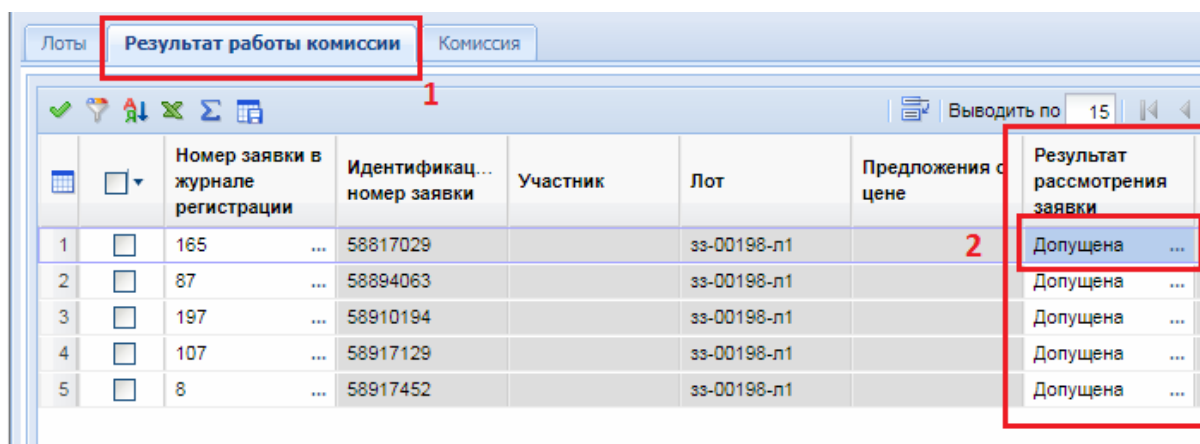 Лоты Результат работы комиссии Комиссия
1
Выводить по 15
Номер заявки в журнале регистрации Идентификац... номер заявки Участник Лот Предложения о цене Результат рассмотрения заявки
1 165 ... 58817029 зз-00198-л1 2 Допущена ...
2 87 ... 58894063 зз-00198-л1 Допущена ...
3 197 ... 58910194 зз-00198-л1 Допущена ...
4 107 ... 58917129 зз-00198-л1 Допущена ...
5 8 ... 58917452 зз-00198-л1 Допущена ...